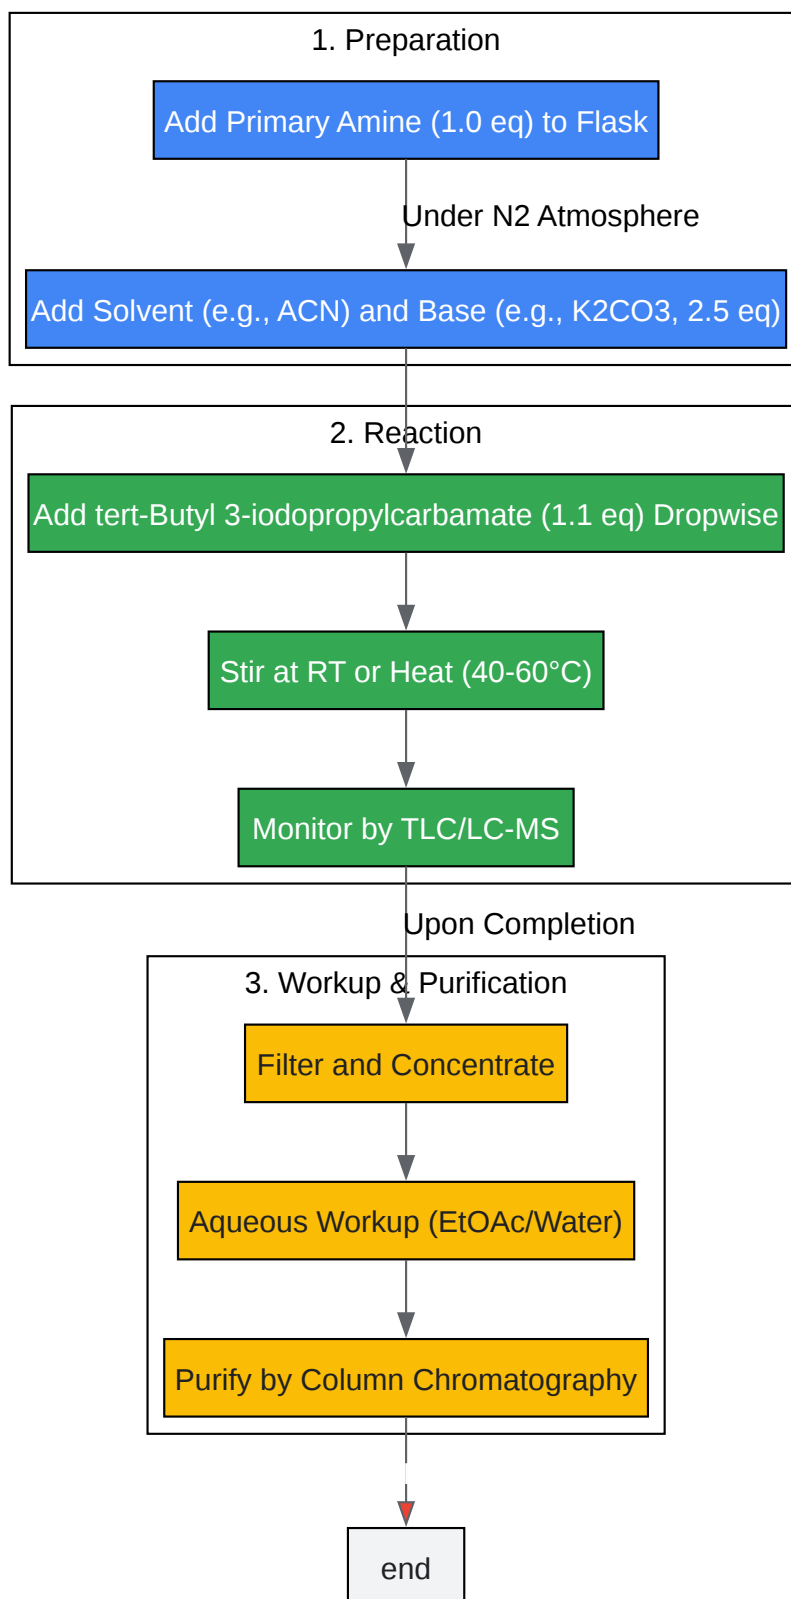 1. Preparation
Add Primary Amine (1.0 eq) to Flask
Under N2 Atmosphere
Add Solvent (e.g., ACN) and Base (e.g., K2CO3, 2.5 eq)
2. Reaction
Add tert-Butyl 3-iodopropylcarbamate (1.1 eq) Dropwise
Stir at RT or Heat (40-60°C)
Monitor by TLC/LC-MS
Upon Completion
3. Workup & Purification
Filter and Concentrate
Aqueous Workup (EtOAc/Water)
Purify by Column Chromatography
end